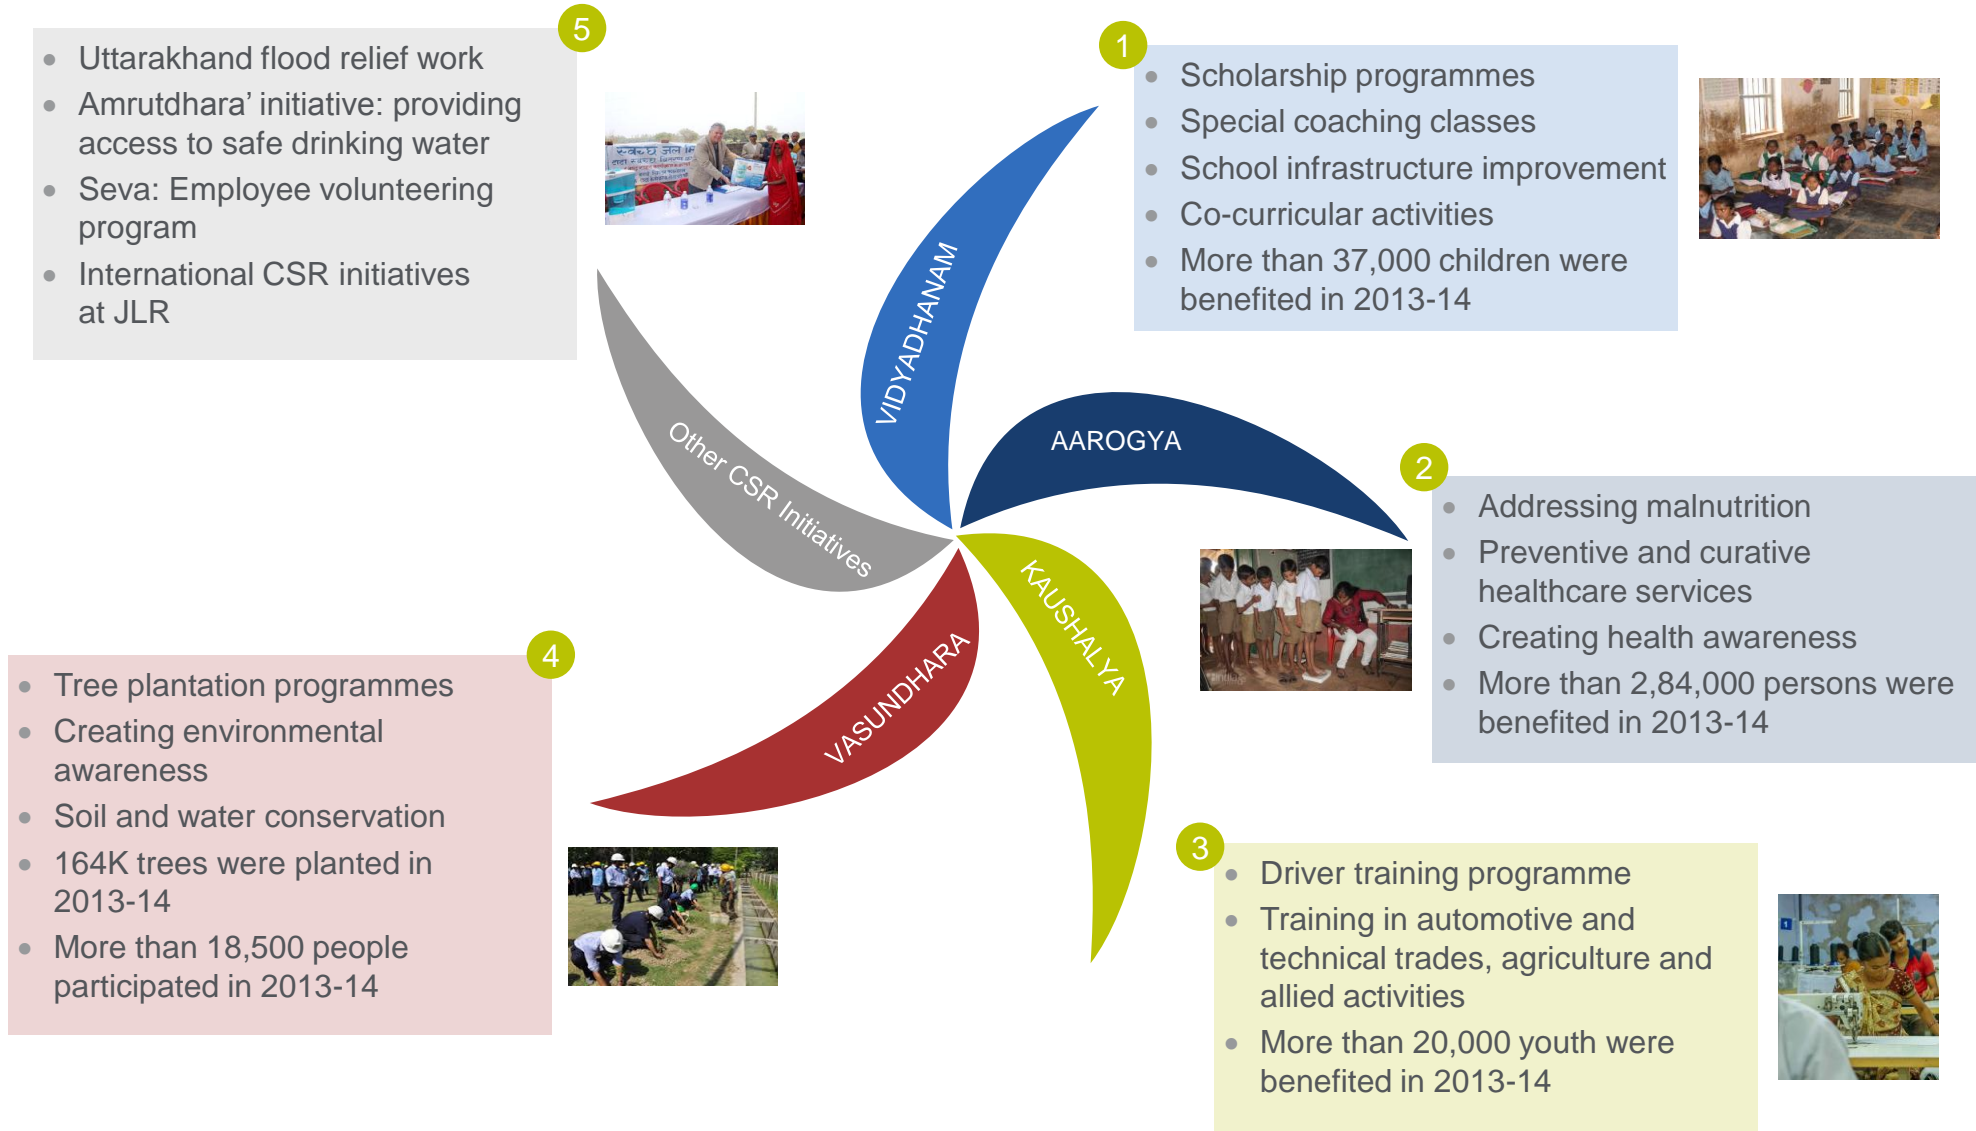 5
Uttarakhand flood relief work
Amrutdhara’ initiative: providing
access to safe drinking water
Seva: Employee volunteering
program
International CSR initiatives
at JLR
स्वच्छ जल
1
Scholarship programmes
Special coaching classes
School infrastructure improvement
Co-curricular activities
More than 37,000 children were
benefited in 2013-14
VIDYADHANAM
AAROGYA
KAUSHALYA
VASUNDHARA
Other CSR Initiatives
2
Addressing malnutrition
Preventive and curative
healthcare services
Creating health awareness
More than 2,84,000 persons were
benefited in 2013-14
4
Tree plantation programmes
Creating environmental
awareness
Soil and water conservation
164K trees were planted in
2013-14
More than 18,500 people
participated in 2013-14
3
Driver training programme
Training in automotive and
technical trades, agriculture and
allied activities
More than 20,000 youth were
benefited in 2013-14
1